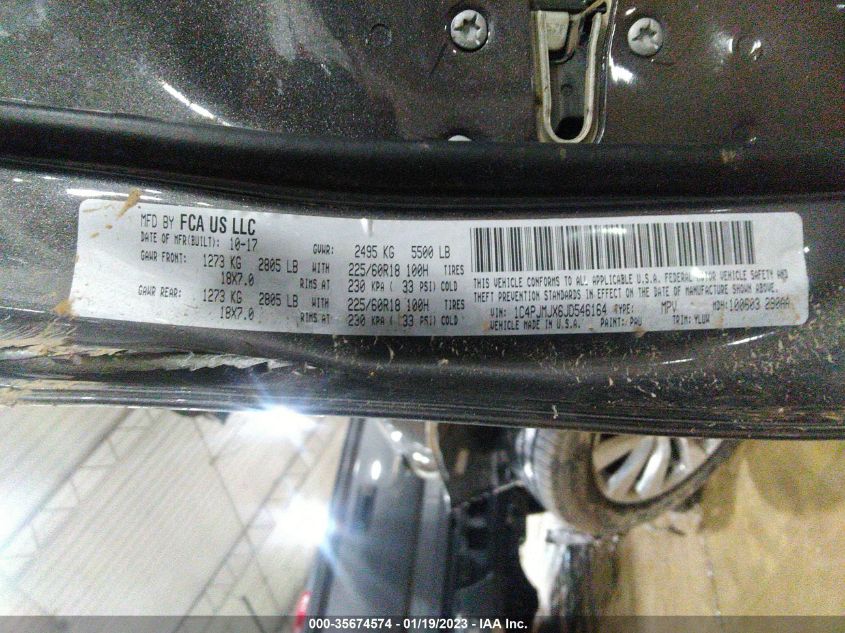 MFD BY FCA US LLC
DATE OF MFR(BUILT): 10-17 GVWR: 2495 KG 5500 LB
GAWR FRONT: 1273 KG 2805 LB WITH 225/60R18 100H TIRES
18X7.0 RIMS AT 230 KPA ( 33 PSI) COLD
GAWR REAR: 1273 KG 2805 LB WITH 225/60R18 100H TIRES
18X7.0 RIMS AT 230 KPA ( 33 PSI) COLD
THIS VEHICLE CONFORMS TO ALL APPLICABLE U.S.A. FEDERAL MOTOR VEHICLE SAFETY AND
THEFT PREVENTION STANDARDS IN EFFECT ON THE DATE OF MANUFACTURE SHOWN ABOVE.
VIN: 1C4PJMJX6JD546164 TYPE: MPV MDH: 100603 280AA
VEHICLE MADE IN U.S.A. PAINT: PAU TRIM: YLUW
000-35674574 - 01/19/2023 - IAA Inc.